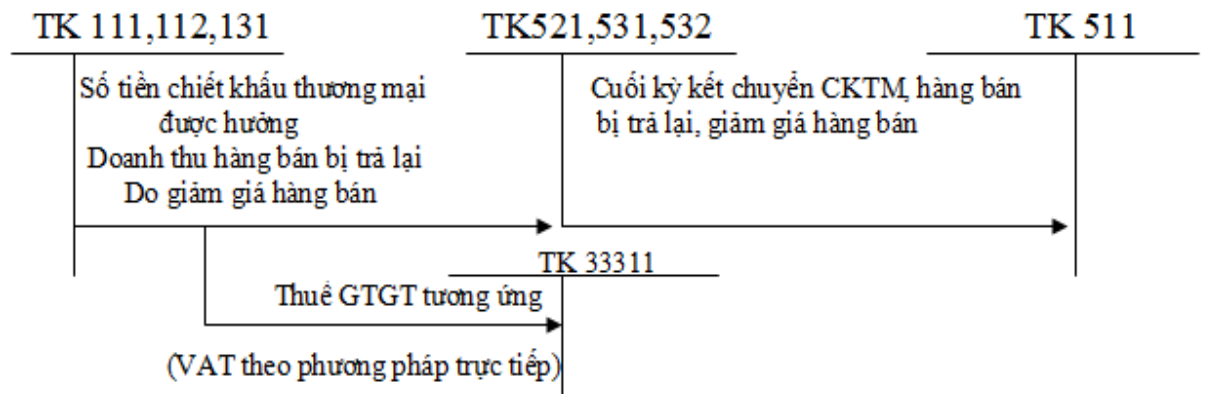 TK 111,112,131
TK521,531,532
TK 511
Số tiền chiết khấu thương mại
được hưởng
Doanh thu hàng bán bị trả lại
Do giảm giá hàng bán
Cuối kỳ kết chuyển CKTM, hàng bán
bị trả lại, giảm giá hàng bán
TK 33311
Thuế GTGT tương ứng
(VAT theo phương pháp trực tiếp)